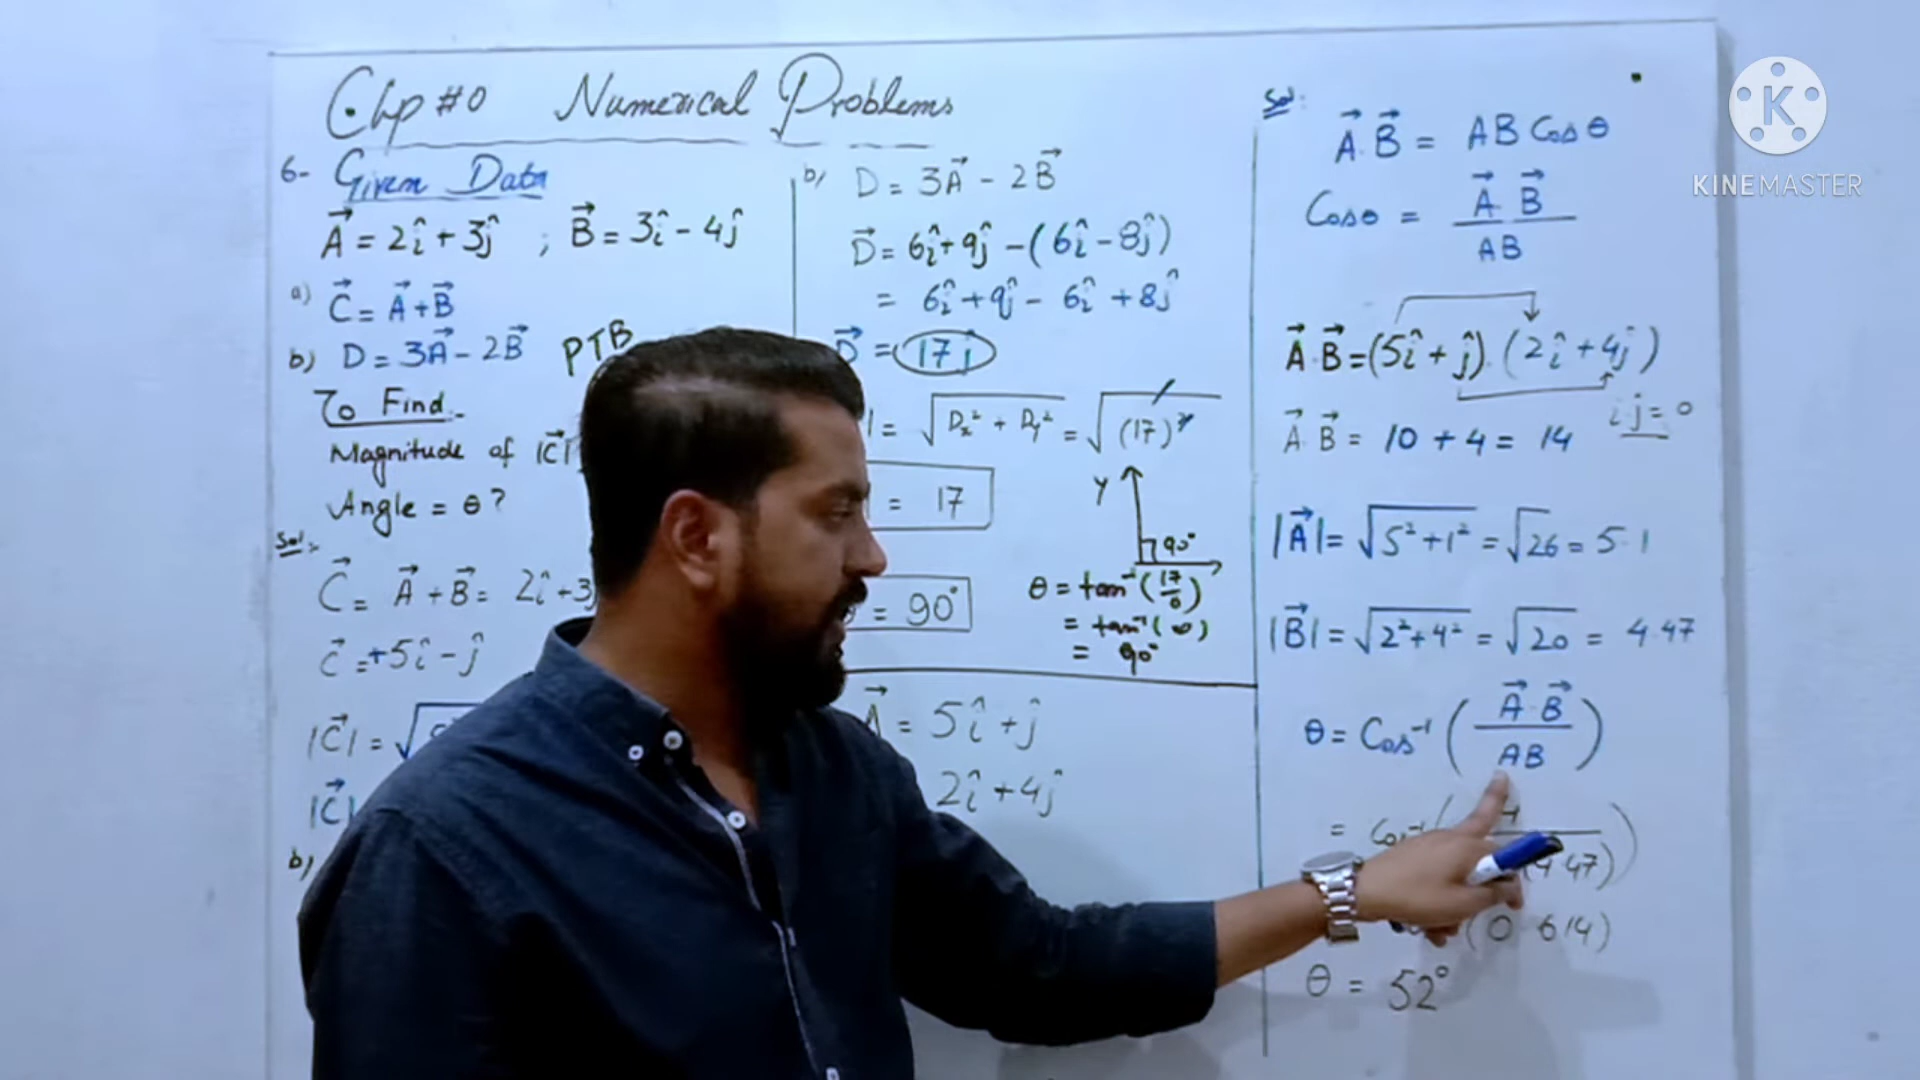 Chp #0 Numerical Problems
6- Given Data
A⃗ = 2î + 3ĵ ; B⃗ = 3î - 4ĵ
a) C⃗ = A⃗ + B⃗
b) D = 3A⃗ - 2B⃗ PTB
To Find
Magnitude of |C⃗|
Angle = θ ?
Sol:
C⃗ = A⃗ + B⃗ = 2î + 3
C⃗ = +5î - ĵ
|C⃗| = √
|C⃗|
b)
b) D = 3A⃗ - 2B⃗
D⃗ = 6î + 9ĵ - (6î - 8ĵ)
= 6î + 9ĵ - 6î + 8ĵ
D⃗ = 17ĵ
| = √Dx² + Dy² = √(17)²
= 17
= 90°
Y
90°
θ = tan⁻¹(17/0)
= tan⁻¹(∞)
= 90°
A⃗ = 5î + ĵ
2î + 4ĵ
Sol:
A⃗.B⃗ = AB Cosθ
Cosθ = A⃗.B⃗ / AB
A⃗.B⃗ = (5î + ĵ).(2î + 4ĵ)
i.j = 0
A⃗.B⃗ = 10 + 4 = 14
|A⃗| = √5² + 1² = √26 = 5.1
|B⃗| = √2² + 4² = √20 = 4.47
θ = Cos⁻¹(A⃗.B⃗ / AB)
= Cos⁻¹( 4 / (4.47))
(0.614)
θ = 52°
KINEMASTER